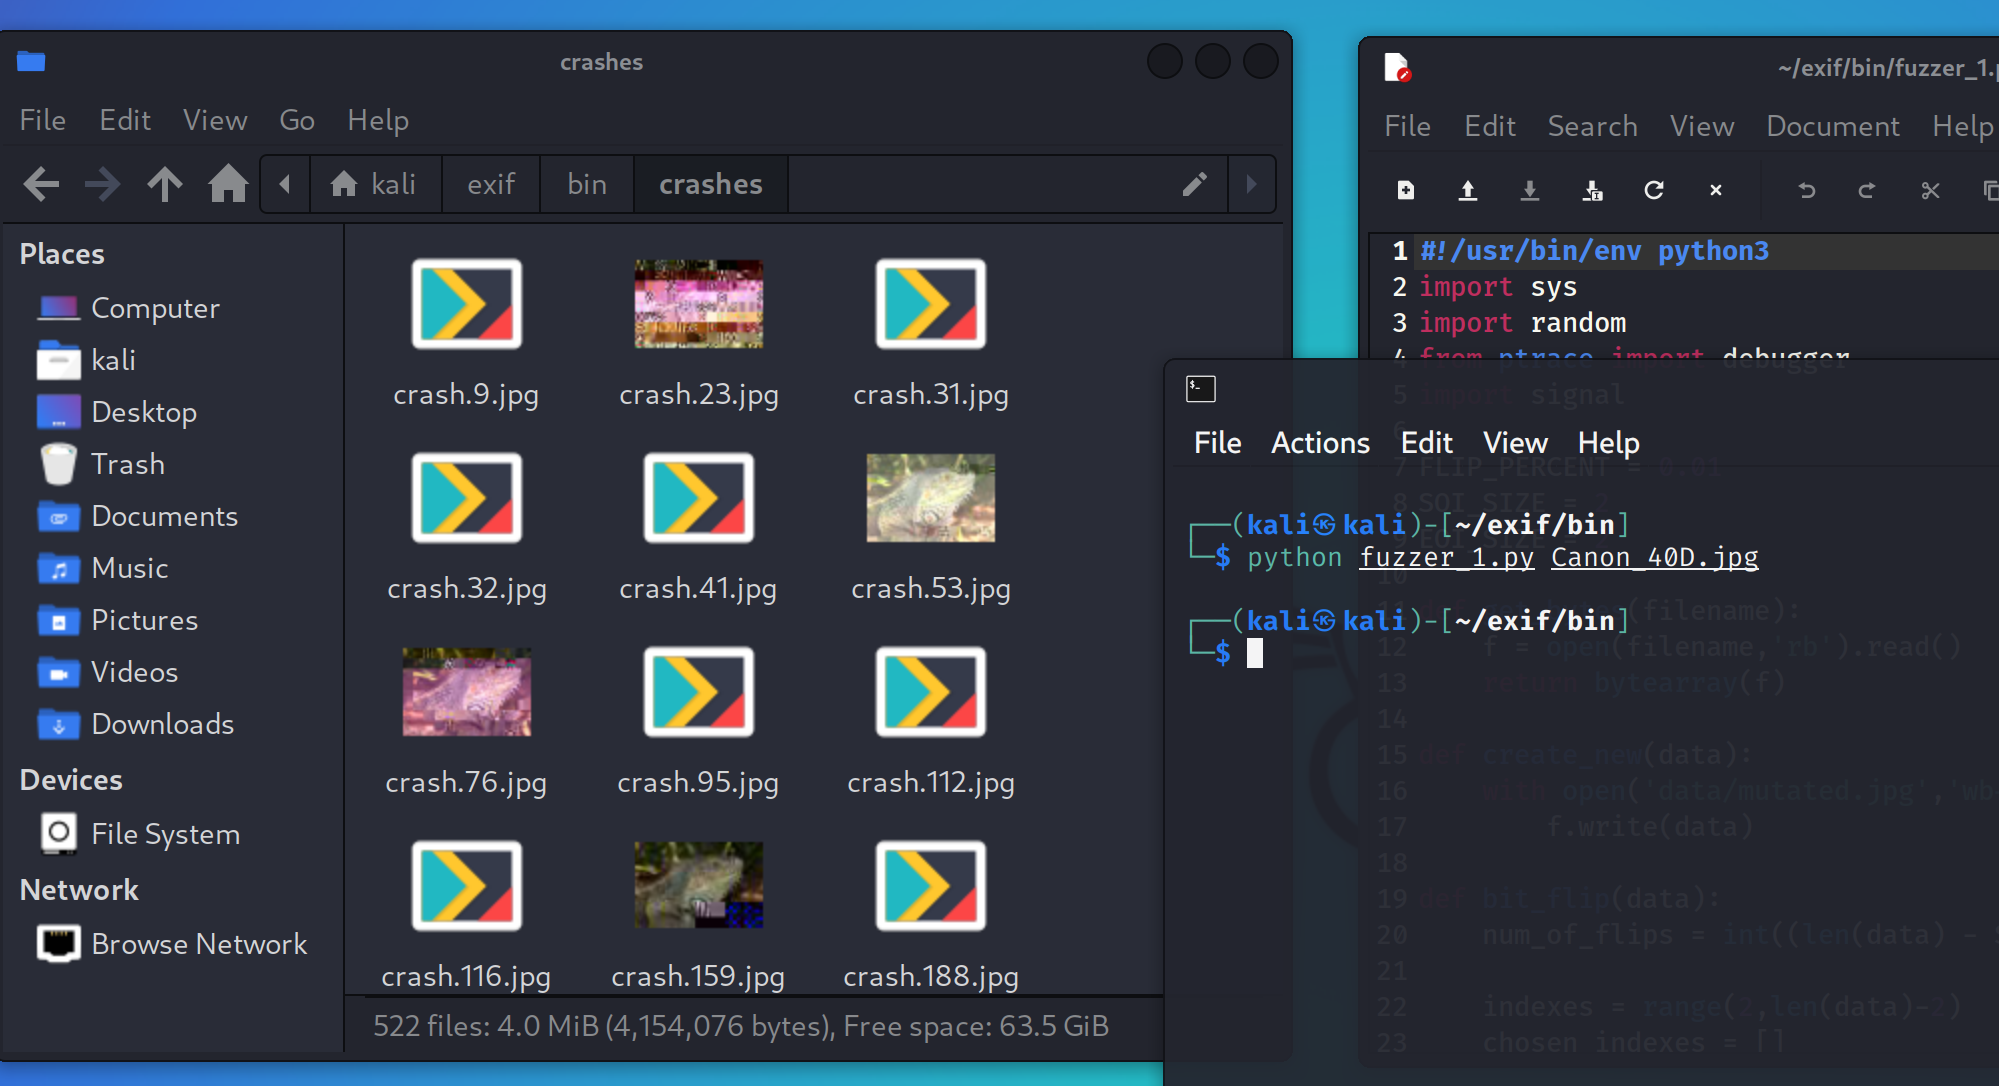 crashes
File Edit View Go Help
kali exif bin crashes
Places
Computer
kali
Desktop
Trash
Documents
Music
Pictures
Videos
Downloads
Devices
File System
Network
Browse Network
crash.9.jpg crash.23.jpg crash.31.jpg
crash.32.jpg crash.41.jpg crash.53.jpg
crash.76.jpg crash.95.jpg crash.112.jpg
crash.116.jpg crash.159.jpg crash.188.jpg
522 files: 4.0 MiB (4,154,076 bytes), Free space: 63.5 GiB
~/exif/bin/fuzzer_1.p
File Edit Search View Document Help
1 #!/usr/bin/env python3
2 import sys
3 import random
4 from ptrace import debugger
5 import signal
6
7 FLIP_PERCENT = 0.01
8 SOI_SIZE = 2
9 EOI_SIZE =
10
11 (filename):
12 f = open(filename,'rb').read()
13 return bytearray(f)
14
15 def create_new(data):
16 with open('data/mutated.jpg','wb
17 f.write(data)
18
19 def bit_flip(data):
20 num_of_flips = int((len(data) -
21
22 indexes = range(2,len(data)-2)
23 chosen indexes = []
$_
File Actions Edit View Help
┌──(kali㉿kali)-[~/exif/bin]
└─$ python fuzzer_1.py Canon_40D.jpg
┌──(kali㉿kali)-[~/exif/bin]
└─$